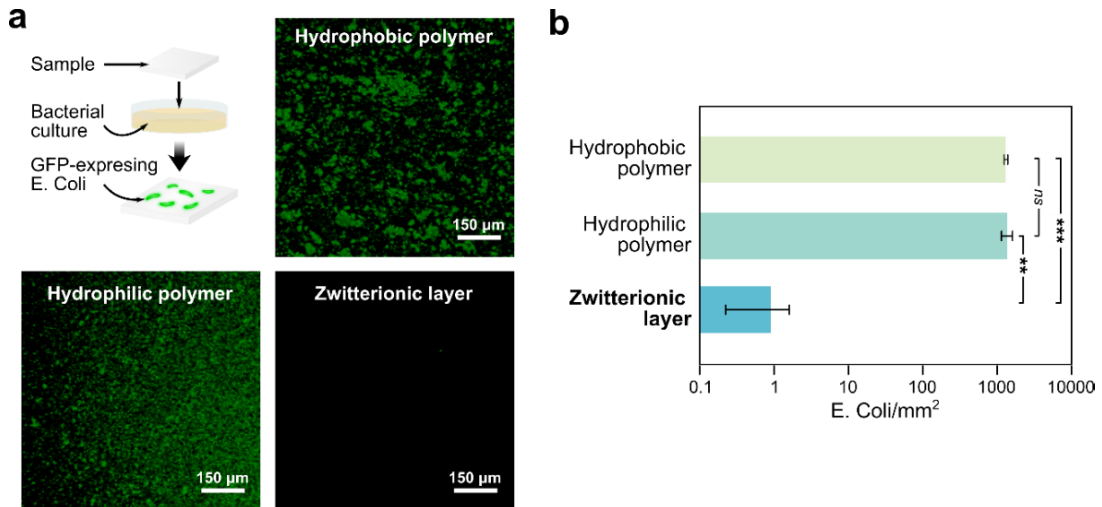 a
Sample
Bacterial
culture
GFP-expresing
E. Coli
Hydrophobic polymer
150 µm
Hydrophilic polymer
150 µm
Zwitterionic layer
150 µm
b
Hydrophobic
polymer
Hydrophilic
polymer
Zwitterionic
layer
ns
**
***
0.1
1
10
100
1000
10000
E. Coli/mm²